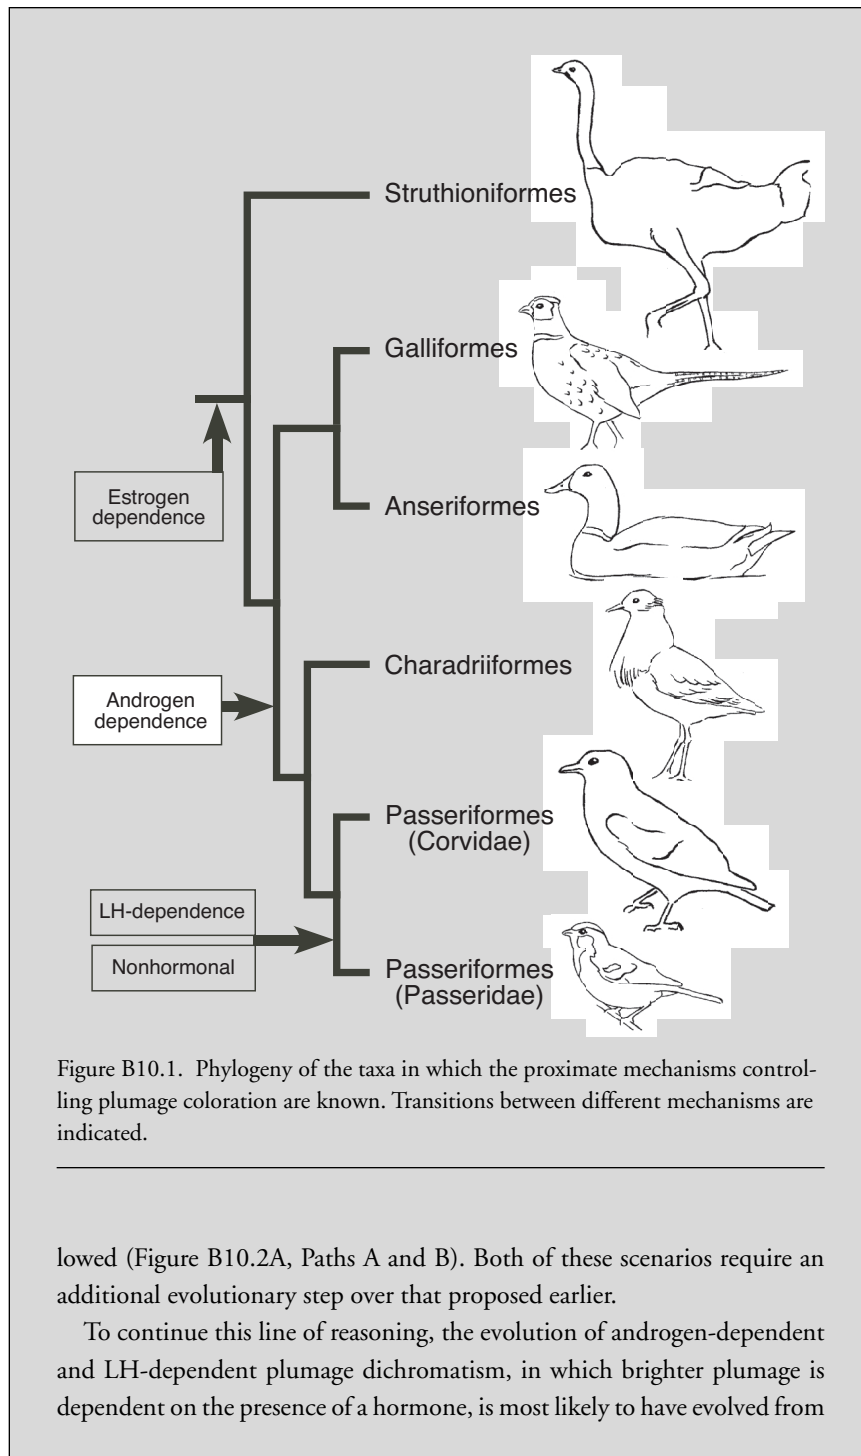 Struthioniformes
Galliformes
Estrogen
dependence
Anseriformes
Charadriiformes
Androgen
dependence
Passeriformes
(Corvidae)
LH-dependence
Nonhormonal
Passeriformes
(Passeridae)
Figure B10.1. Phylogeny of the taxa in which the proximate mechanisms control-
ling plumage coloration are known. Transitions between different mechanisms are
indicated.
lowed (Figure B10.2A, Paths A and B). Both of these scenarios require an
additional evolutionary step over that proposed earlier.
To continue this line of reasoning, the evolution of androgen-dependent
and LH-dependent plumage dichromatism, in which brighter plumage is
dependent on the presence of a hormone, is most likely to have evolved from